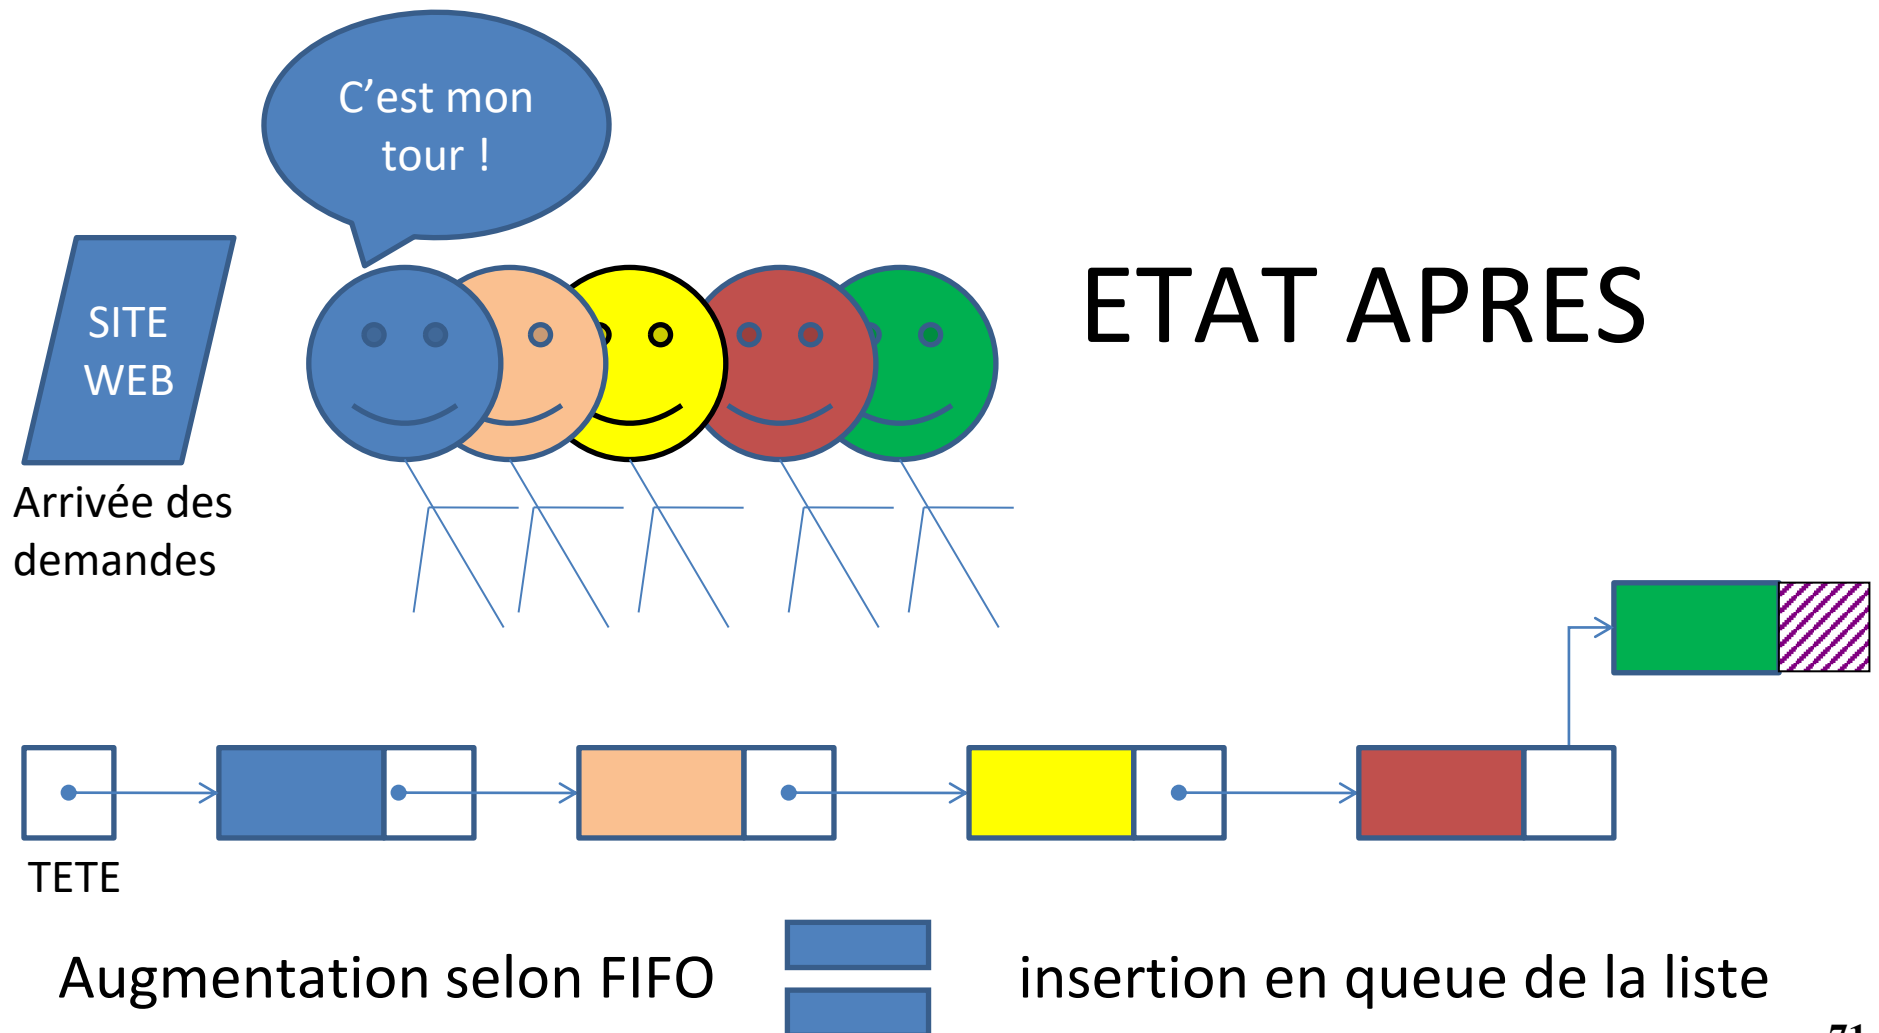 C’est mon
tour !
SITE
WEB
ETAT APRES
Arrivée des
demandes
TETE
Augmentation selon FIFO
insertion en queue de la liste
71